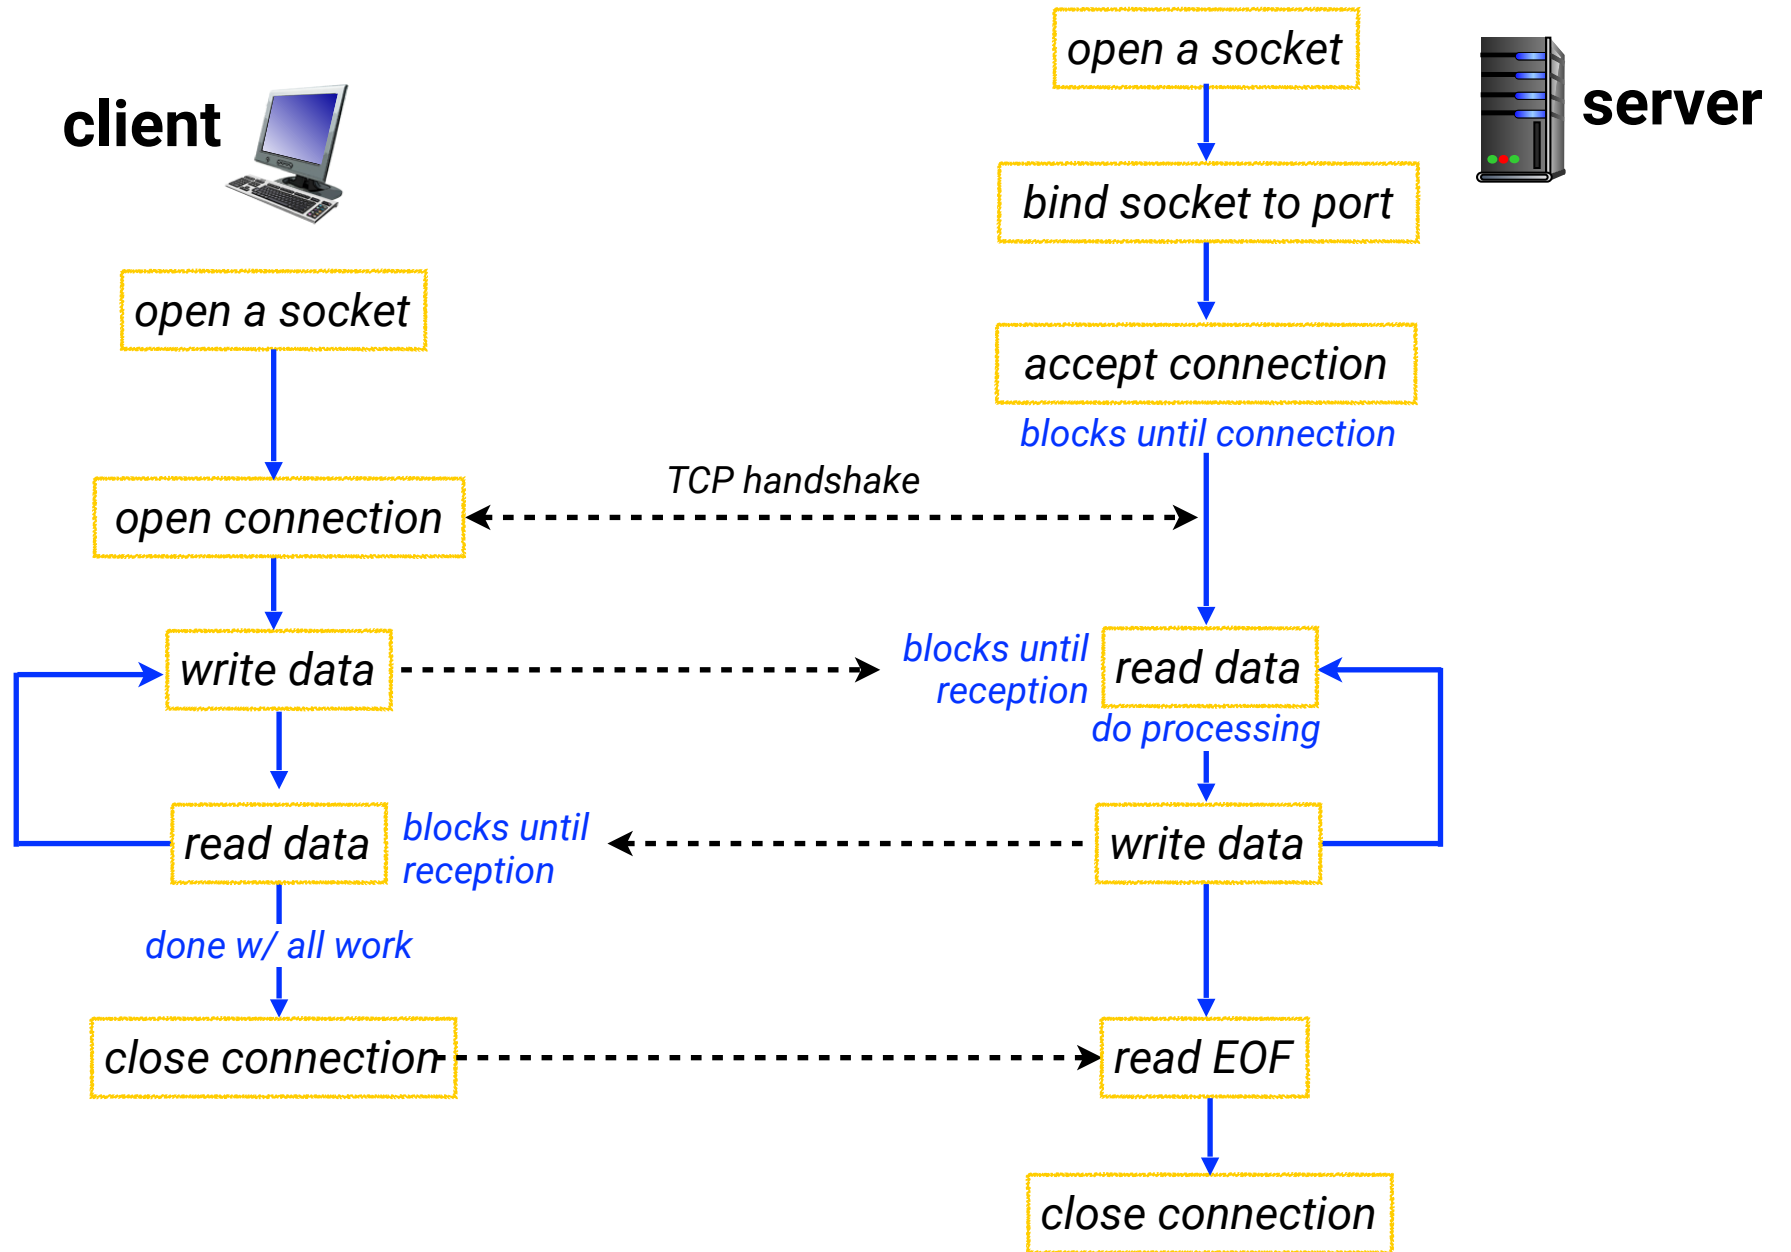 client
server
open a socket
bind socket to port
open a socket
accept connection
blocks until connection
TCP handshake
open connection
write data
blocks until
reception
read data
do processing
read data
blocks until
reception
write data
done w/ all work
close connection
read EOF
close connection